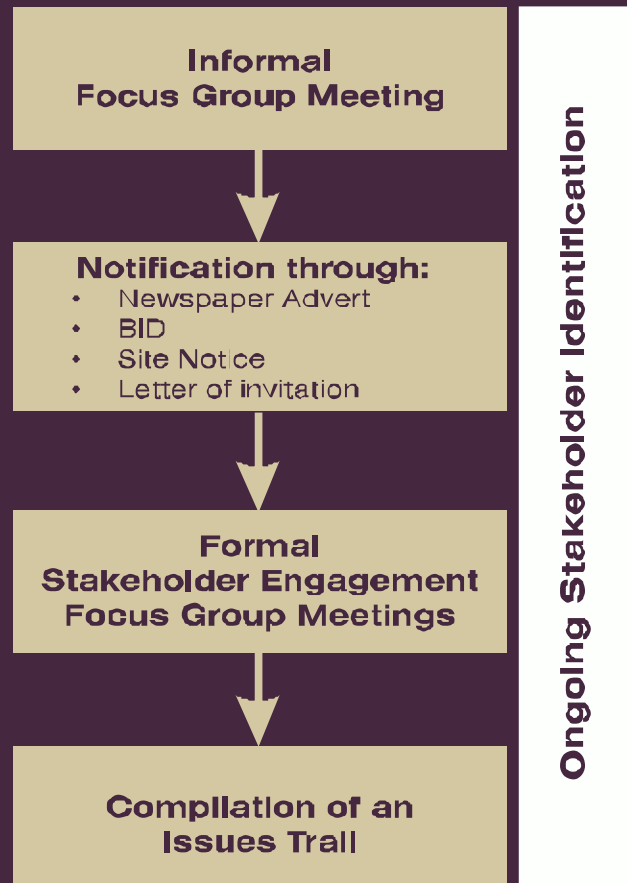 Informal
Focus Group Meeting
Notification through:
• Newspaper Advert
• BID
• Site Notice
• Letter of invitation
Formal
Stakeholder Engagement
Focus Group Meetings
Compilation of an
Issues Trail
Ongoing Stakeholder Identification